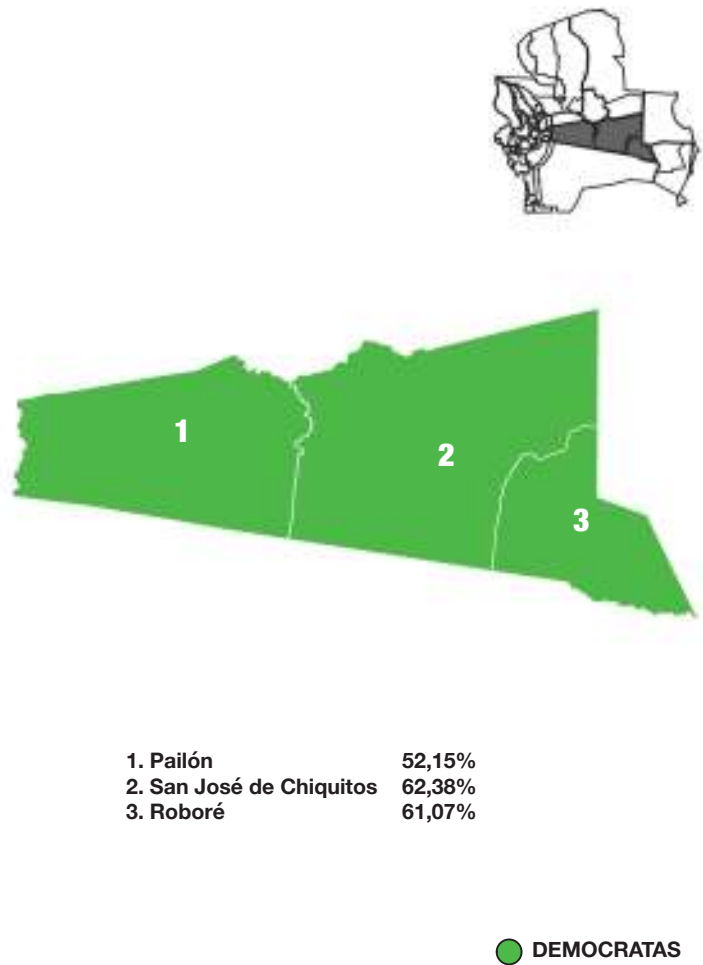 1
2
3
1. Pailón 52,15%
2. San José de Chiquitos 62,38%
3. Roboré 61,07%
DEMOCRATAS